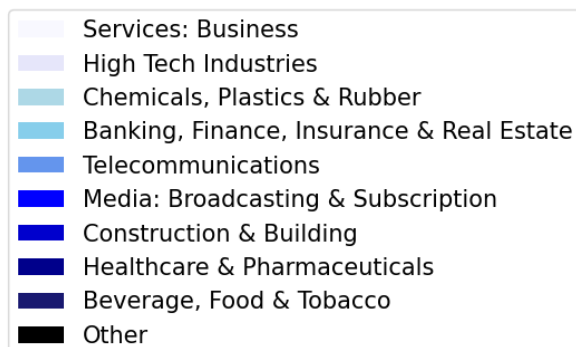 Services: Business
High Tech Industries
Chemicals, Plastics & Rubber
Banking, Finance, Insurance & Real Estate
Telecommunications
Media: Broadcasting & Subscription
Construction & Building
Healthcare & Pharmaceuticals
Beverage, Food & Tobacco
Other